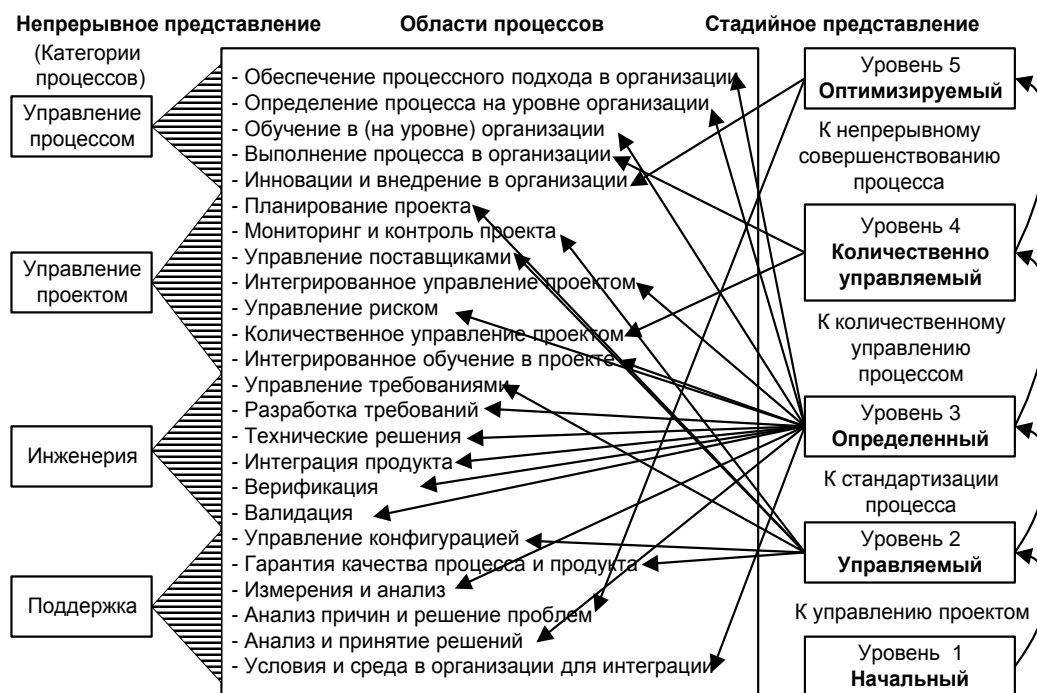 Непрерывное представление
(Категории
процессов)
Управление
процессом
Управление
проектом
Инженерия
Поддержка
Области процессов
- Обеспечение процессного подхода в организации
- Определение процесса на уровне организации
- Обучение в (на уровне) организации
- Выполнение процесса в организации
- Инновации и внедрение в организации
- Планирование проекта
- Мониторинг и контроль проекта
- Управление поставщиками
- Интегрированное управление проектом
- Управление риском
- Количественное управление проектом
- Интегрированное обучение в проекте
- Управление требованиями
- Разработка требований
- Технические решения
- Интеграция продукта
- Верификация
- Валидация
- Управление конфигурацией
- Гарантия качества процесса и продукта
- Измерения и анализ
- Анализ причин и решение проблем
- Анализ и принятие решений
- Условия и среда в организации для интеграции
Стадийное представление
Уровень 5
Оптимизируемый
К непрерывному
совершенствованию
процесса
Уровень 4
Количественно
управляемый
К количественному
управлению
процессом
Уровень 3
Определенный
К стандартизации
процесса
Уровень 2
Управляемый
К управлению проектом
Уровень 1
Начальный